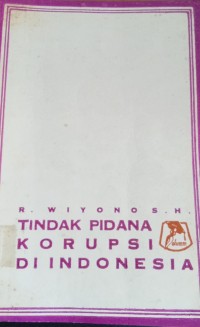 R. WIYONO S.H.
TINDAK PIDANA
KORUPSI
DI INDONESIA